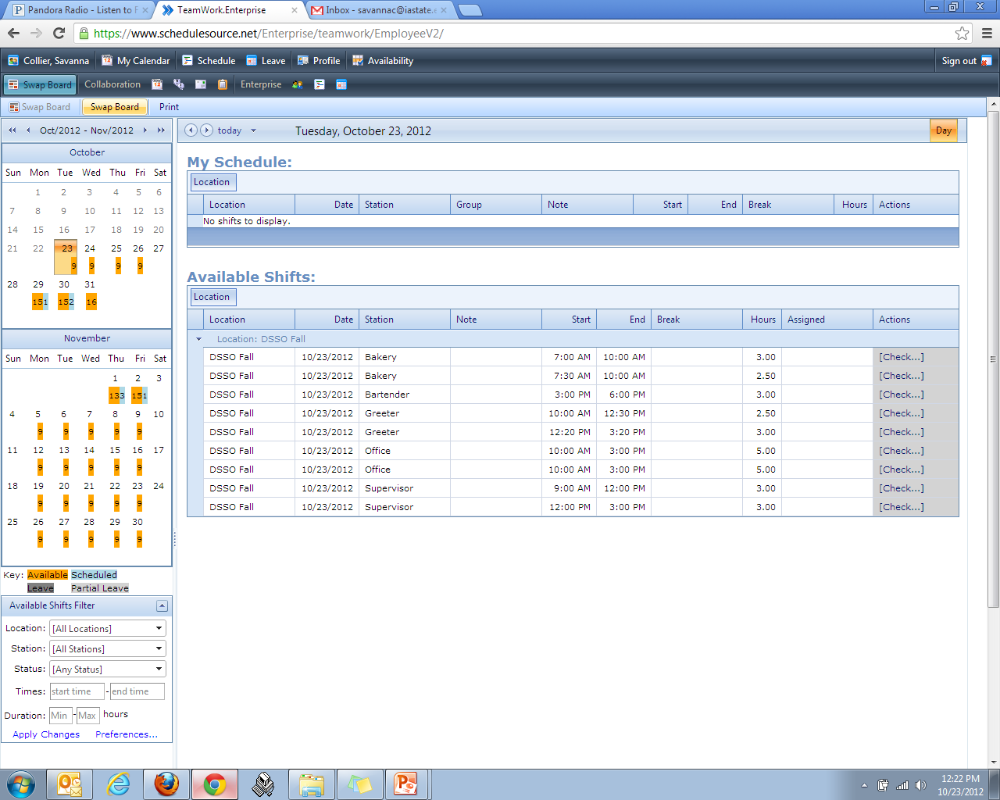 Pandora Radio - Listen to F
TeamWork.Enterprise
Inbox - savannac@iastate.e
https://www.schedulesource.net/Enterprise/teamwork/EmployeeV2/
Collier, Savanna My Calendar Schedule Leave Profile Availability Sign out
Swap Board Collaboration Enterprise
Swap Board Swap Board Print
Oct/2012 - Nov/2012
October
Sun Mon Tue Wed Thu Fri Sat
1 2 3 4 5 6
7 8 9 10 11 12 13
14 15 16 17 18 19 20
21 22 23 24 25 26 27
9 9 9 9
28 29 30 31
151 152 16
November
Sun Mon Tue Wed Thu Fri Sat
1 2 3
133 151
4 5 6 7 8 9 10
9 9 9 9 9
11 12 13 14 15 16 17
9 9 9 9 9
18 19 20 21 22 23 24
9 9 9 9 9
25 26 27 28 29 30
9 9 9 9 9
Key: Available Scheduled
Leave Partial Leave
Available Shifts Filter
Location: [All Locations]
Station: [All Stations]
Status: [Any Status]
Times: start time - end time
Duration: Min - Max hours
Apply Changes Preferences...
today Tuesday, October 23, 2012 Day
My Schedule:
Location
Location Date Station Group Note Start End Break Hours Actions
No shifts to display.
Available Shifts:
Location
Location Date Station Note Start End Break Hours Assigned Actions
Location: DSSO Fall
DSSO Fall 10/23/2012 Bakery 7:00 AM 10:00 AM 3.00 [Check...]
DSSO Fall 10/23/2012 Bakery 7:30 AM 10:00 AM 2.50 [Check...]
DSSO Fall 10/23/2012 Bartender 3:00 PM 6:00 PM 3.00 [Check...]
DSSO Fall 10/23/2012 Greeter 10:00 AM 12:30 PM 2.50 [Check...]
DSSO Fall 10/23/2012 Greeter 12:20 PM 3:20 PM 3.00 [Check...]
DSSO Fall 10/23/2012 Office 10:00 AM 3:00 PM 5.00 [Check...]
DSSO Fall 10/23/2012 Office 10:00 AM 3:00 PM 5.00 [Check...]
DSSO Fall 10/23/2012 Supervisor 9:00 AM 12:00 PM 3.00 [Check...]
DSSO Fall 10/23/2012 Supervisor 12:00 PM 3:00 PM 3.00 [Check...]
12:22 PM
10/23/2012